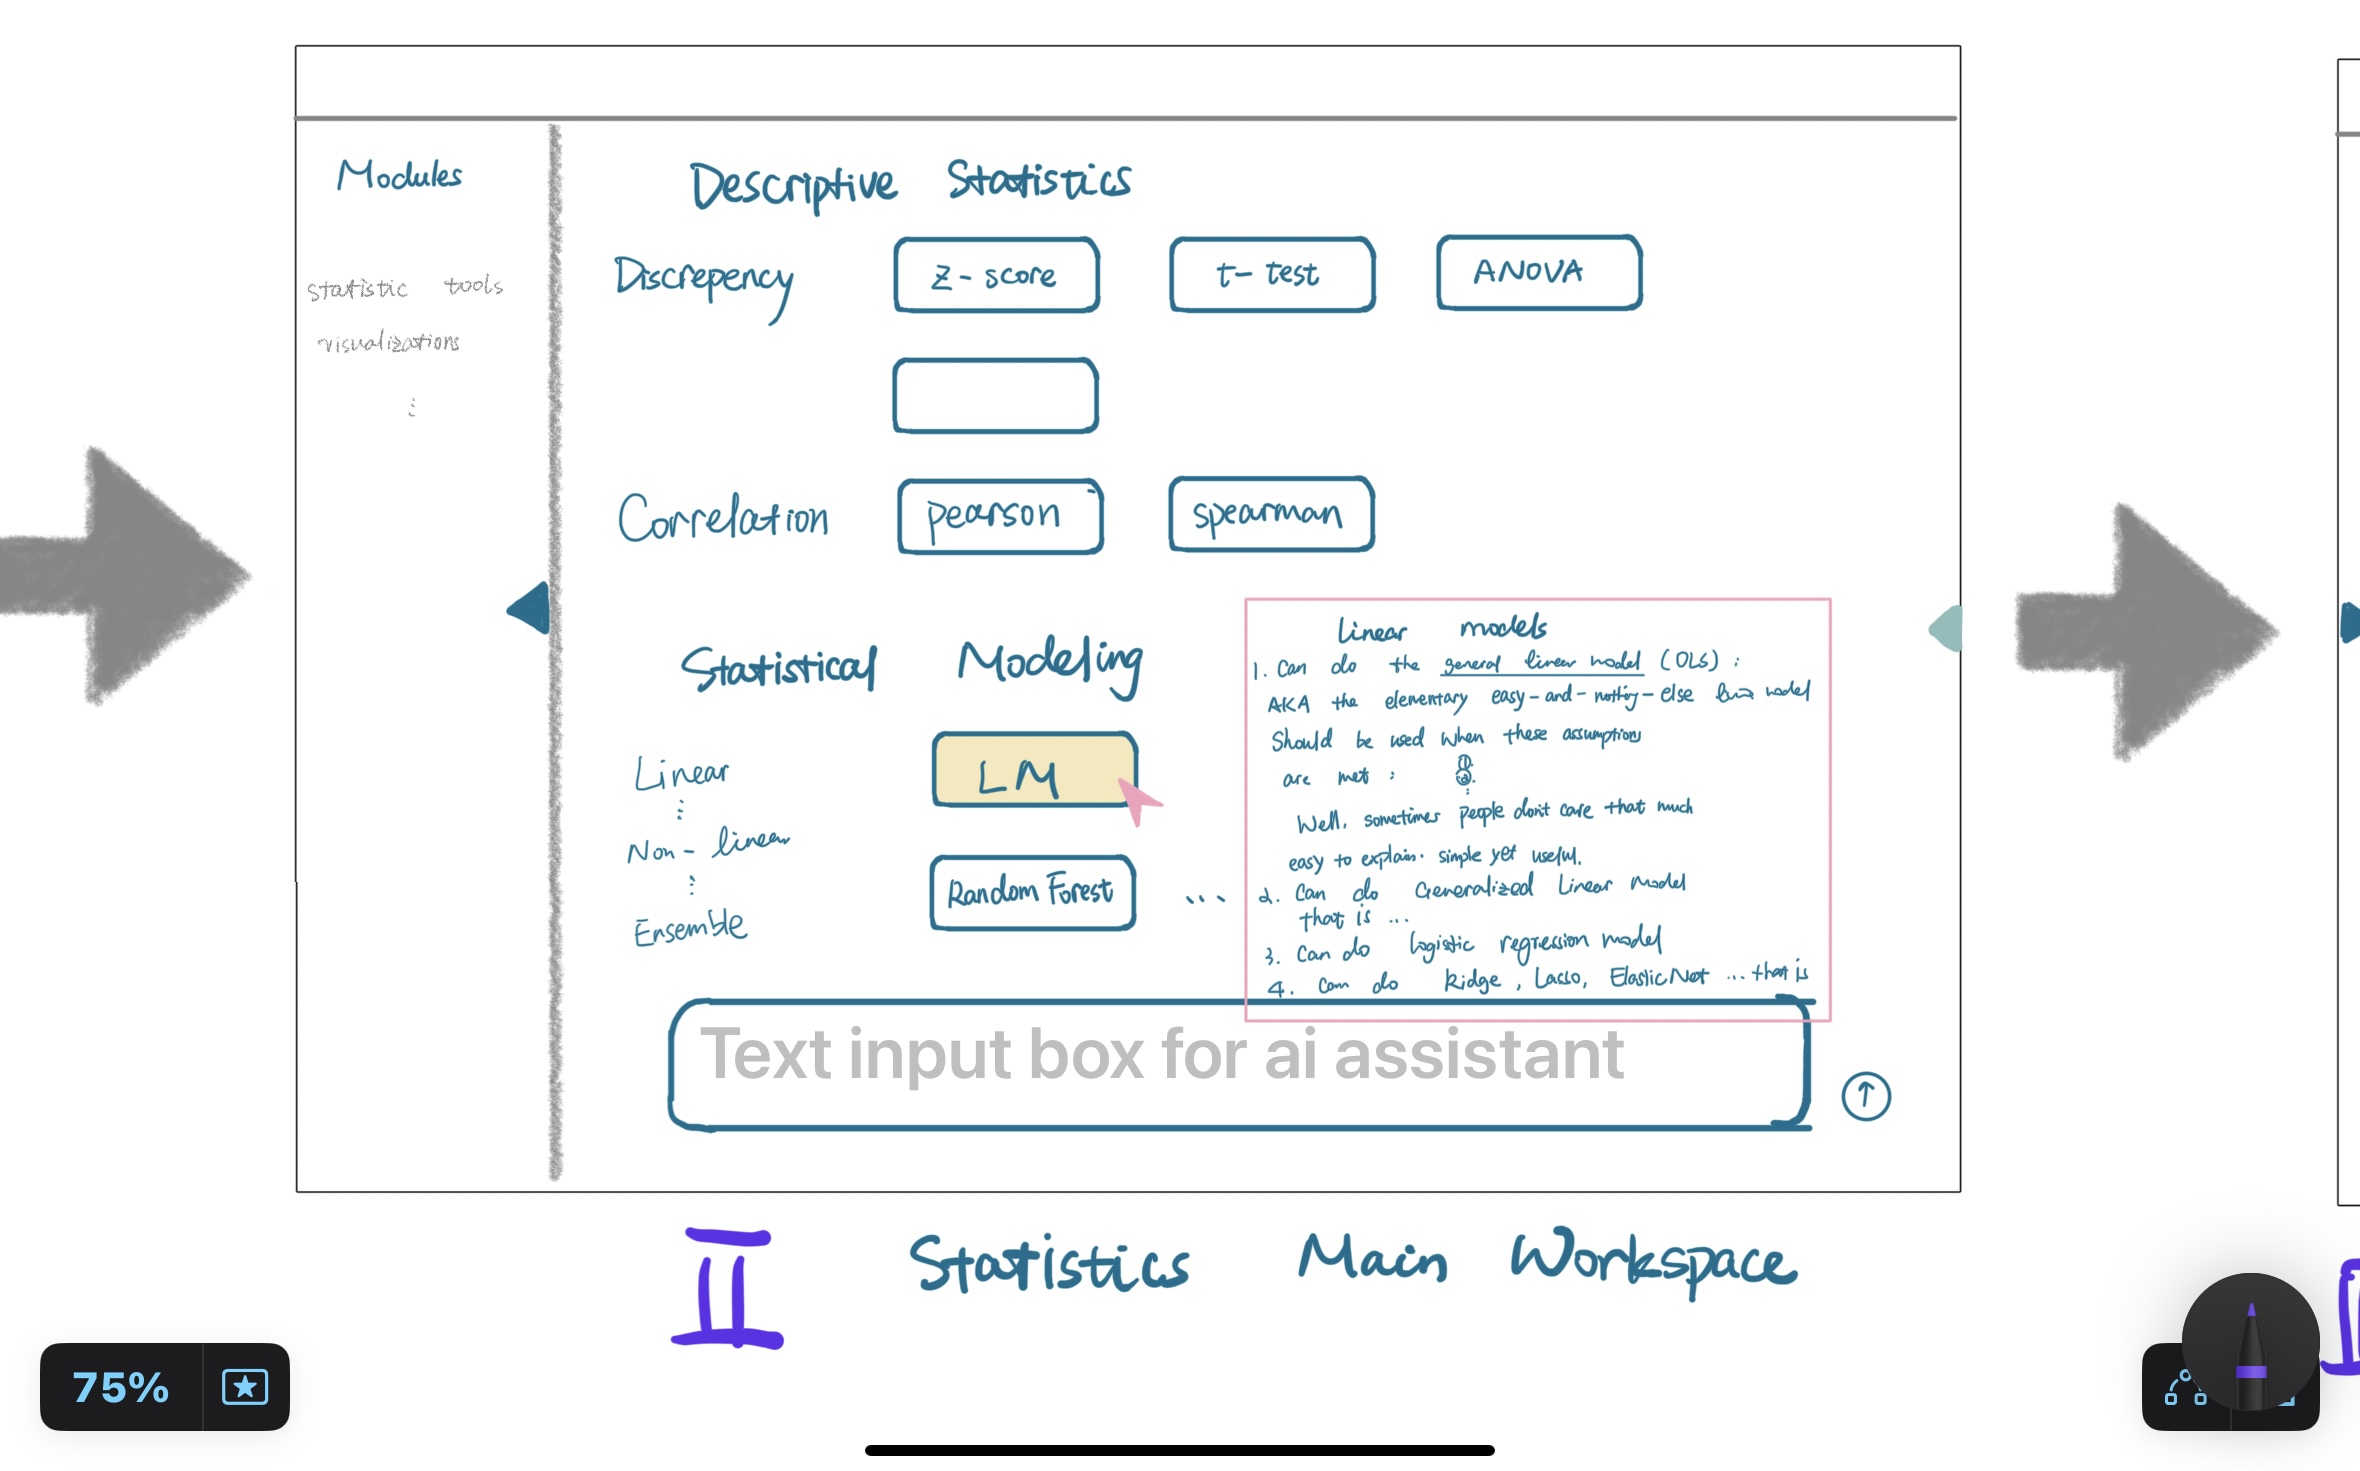 Modules
statistic tools
visualizations
Descriptive Statistics
Discrepency
z-score
t-test
ANOVA
Correlation
pearson
spearman
Statistical Modeling
Linear
Non-linear
Ensemble
LM
Random Forest
...
linear models
1. Can do the general linear model (OLS) :
AKA the elementary easy-and-nothing-else linear model
Should be used when these assumptions
are met : ①.
②.
Well, sometimes people don't care that much
easy to explain. simple yet useful.
2. Can do Generalized Linear Model
that is ...
3. Can do logistic regression model
4. Can do Ridge, Lasso, ElasticNet ... that is
Text input box for ai assistant
II Statistics Main Workspace
75%